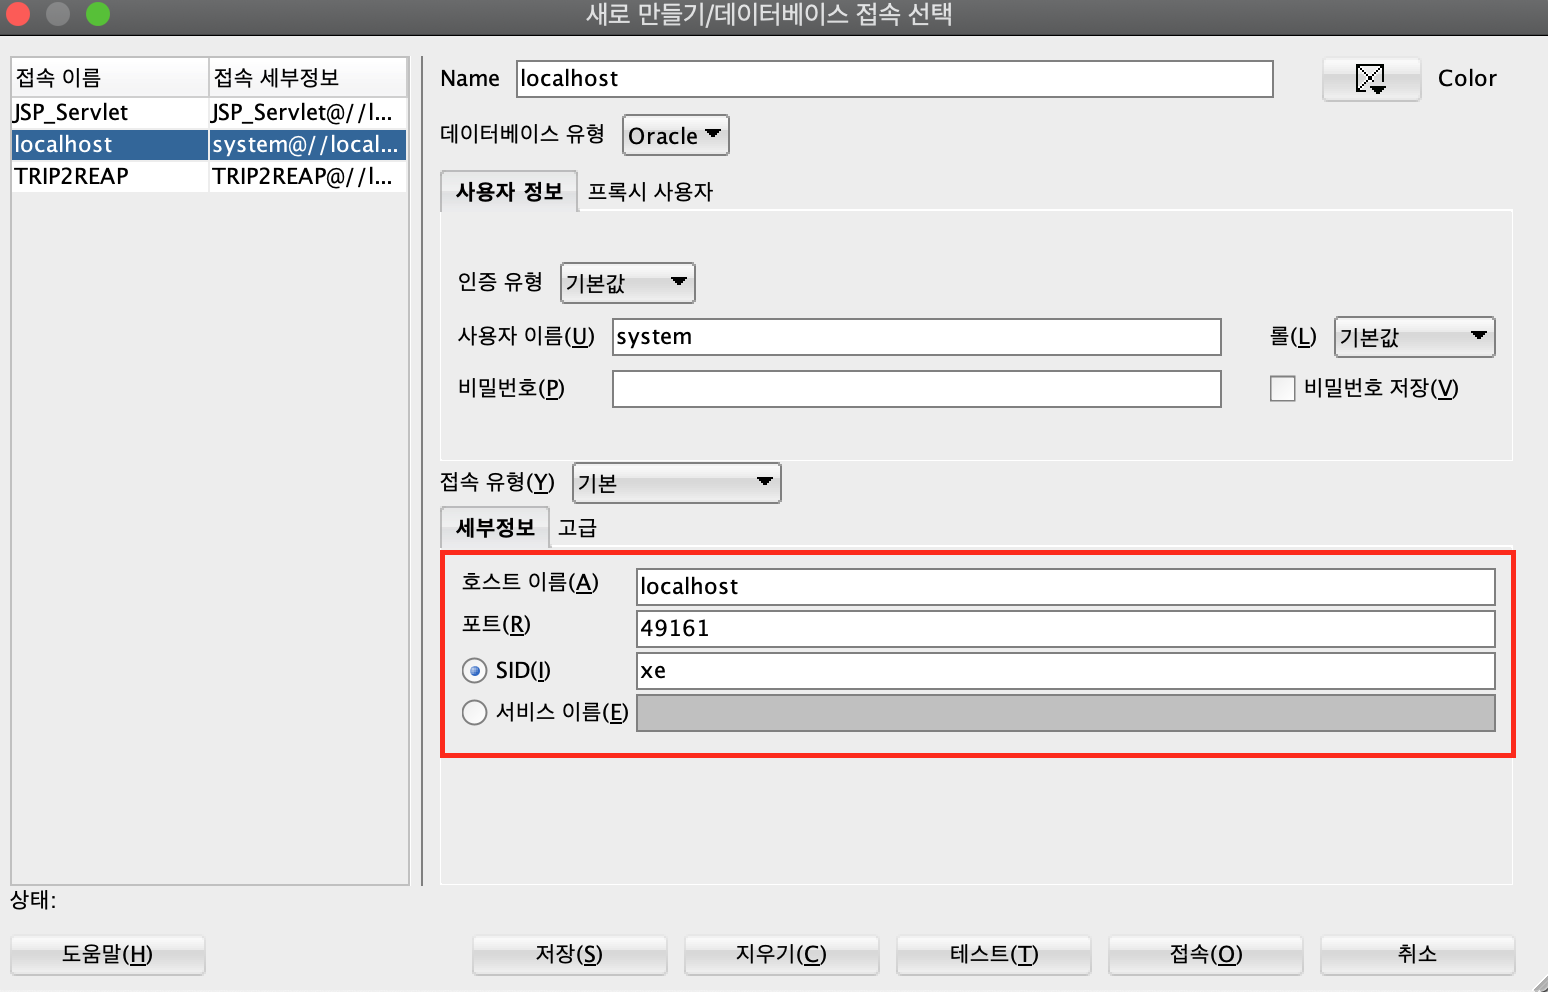 새로 만들기/데이터베이스 접속 선택
접속 이름 접속 세부정보
JSP_Servlet JSP_Servlet@//l...
localhost system@//local...
TRIP2REAP TRIP2REAP@//l...
Name localhost Color
데이터베이스 유형 Oracle
사용자 정보 프록시 사용자
인증 유형 기본값
사용자 이름(U) system 롤(L) 기본값
비밀번호(P) 비밀번호 저장(V)
접속 유형(Y) 기본
세부정보 고급
호스트 이름(A) localhost
포트(R) 49161
SID(I) xe
서비스 이름(E)
상태:
도움말(H) 저장(S) 지우기(C) 테스트(T) 접속(O) 취소